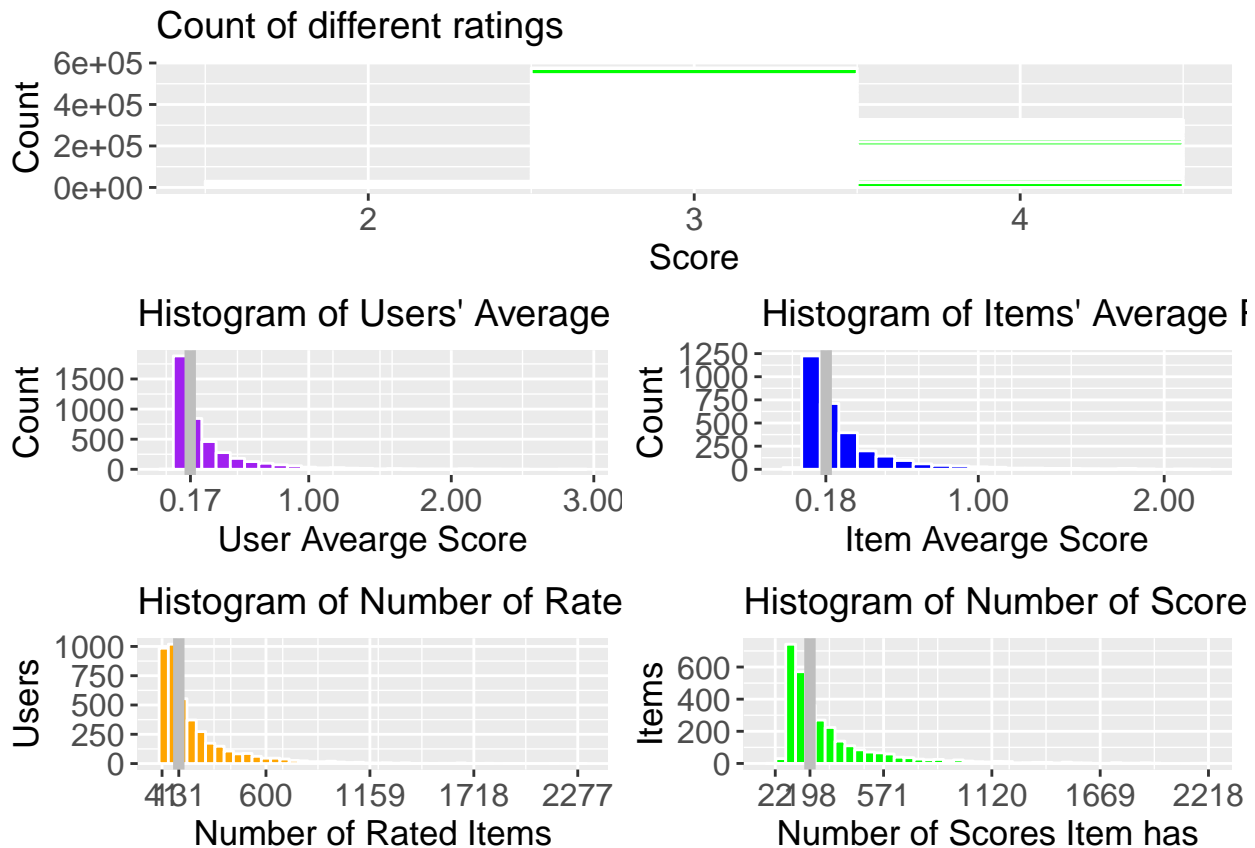 Count of different ratings
6e+05
4e+05
2e+05
0e+00
Count
2 3 4
Score
Histogram of Users' Average
1500
1000
500
0
Count
0.17 1.00 2.00 3.00
User Avearge Score
Histogram of Items' Average
1250
1000
750
500
250
0
Count
0.18 1.00 2.00
Item Avearge Score
Histogram of Number of Rate
1000
750
500
250
0
Users
600 1159 1718 2277
Number of Rated Items
Histogram of Number of Score
600
400
200
0
Items
198 571 1120 1669 2218
Number of Scores Item has